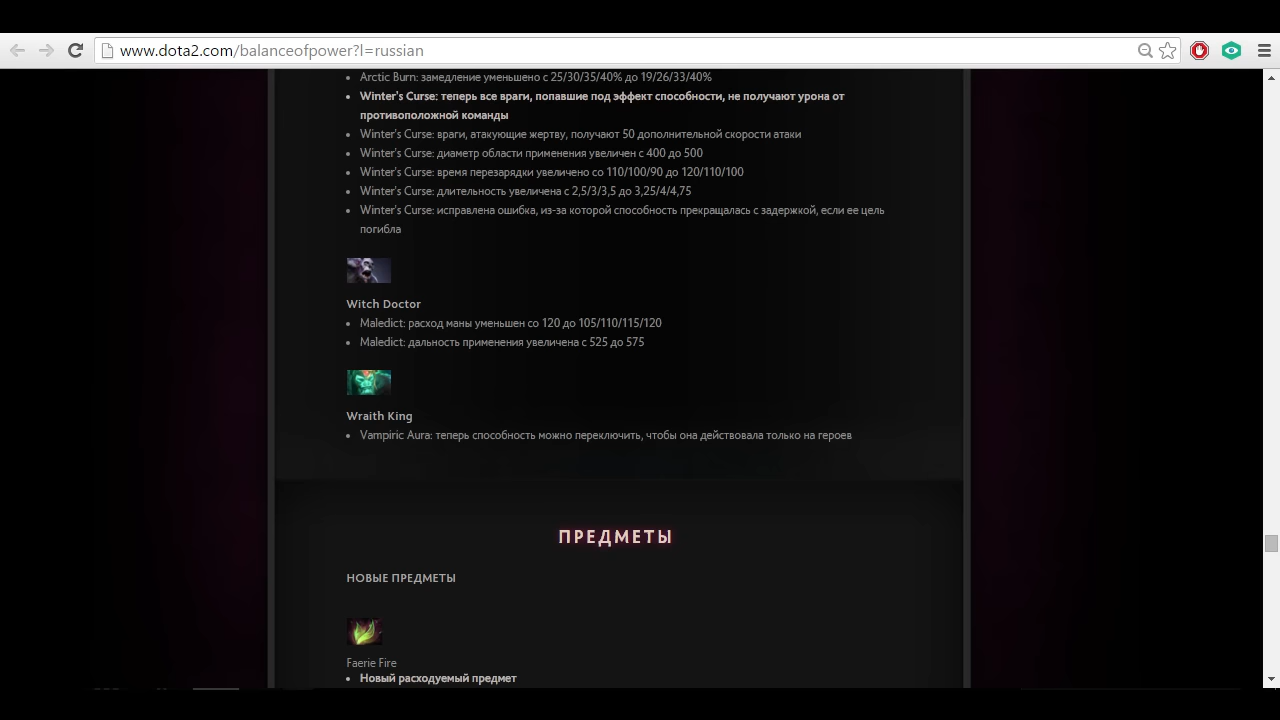 www.dota2.com/balanceofpower?l=russian
Arctic Burn: замедление уменьшено с 25/30/35/40% до 19/26/33/40%
Winter's Curse: теперь все враги, попавшие под эффект способности, не получают урона от
противоположной команды
Winter's Curse: враги, атакующие жертву, получают 50 дополнительной скорости атаки
Winter's Curse: диаметр области применения увеличен с 400 до 500
Winter's Curse: время перезарядки увеличено со 110/100/90 до 120/110/100
Winter's Curse: длительность увеличена с 2,5/3/3,5 до 3,25/4/4,75
Winter's Curse: исправлена ошибка, из-за которой способность прекращалась с задержкой, если ее цель
погибла
Witch Doctor
Maledict: расход маны уменьшен со 120 до 105/110/115/120
Maledict: дальность применения увеличена с 525 до 575
Wraith King
Vampiric Aura: теперь способность можно переключить, чтобы она действовала только на героев
ПРЕДМЕТЫ
НОВЫЕ ПРЕДМЕТЫ
Faerie Fire
Новый расходуемый предмет